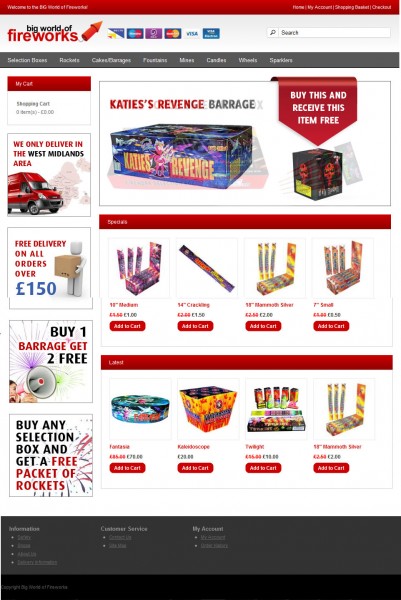 Welcome to the BIG World of Fireworks!
Home | My Account | Shopping Basket | Checkout
big world of
fireworks
VISA
Search
Selection Boxes Rockets Cakes/Barrages Fountains Mines Candles Wheels Sparklers
My Cart
Shopping Cart
0 item(s) - £0.00
KATIES'S REVENGE BARRAGE
KATIES REVENGE
BUY THIS AND
RECEIVE THIS
ITEM FREE
WE ONLY DELIVER IN
THE WEST MIDLANDS
AREA
FREE DELIVERY
ON ALL
ORDERS
OVER
£150
BUY 1
BARRAGE GET
2 FREE
BUY ANY
SELECTION
BOX AND
GET A FREE
PACKET OF
ROCKETS
Specials
10" Medium
£1.50 £1.00
Add to Cart
14" Crackling
£2.00 £1.50
Add to Cart
18" Mammoth Silver
£2.50 £2.00
Add to Cart
7" Small
£1.00 £0.50
Add to Cart
Latest
Fantasia
£85.00 £70.00
Add to Cart
Kaleidoscope
£20.00
Add to Cart
Twilight
£15.00 £10.00
Add to Cart
18" Mammoth Silver
£2.50 £2.00
Add to Cart
Information
Safety
About Us
Delivery Information
Customer Service
Contact Us
Site Map
My Account
My Account
Order History
Copyright Big World of Fireworks